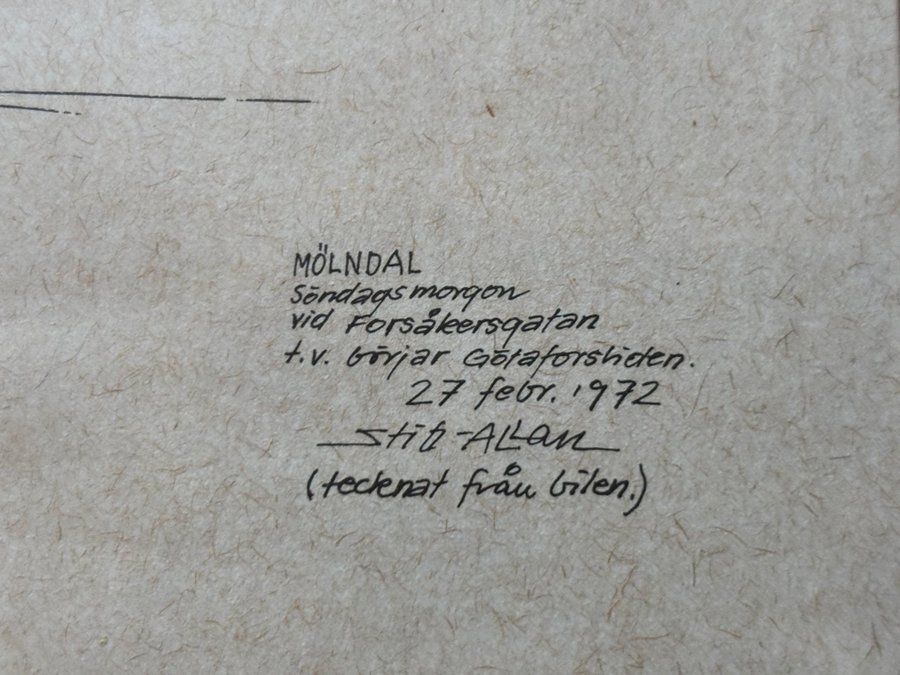 MÖLNDAL
Söndagsmorgon
vid Forsåkersgatan
t.v. börjar Götaforsliden.
27 febr. 1972
Stig-Allan
(tecknat från bilen.)